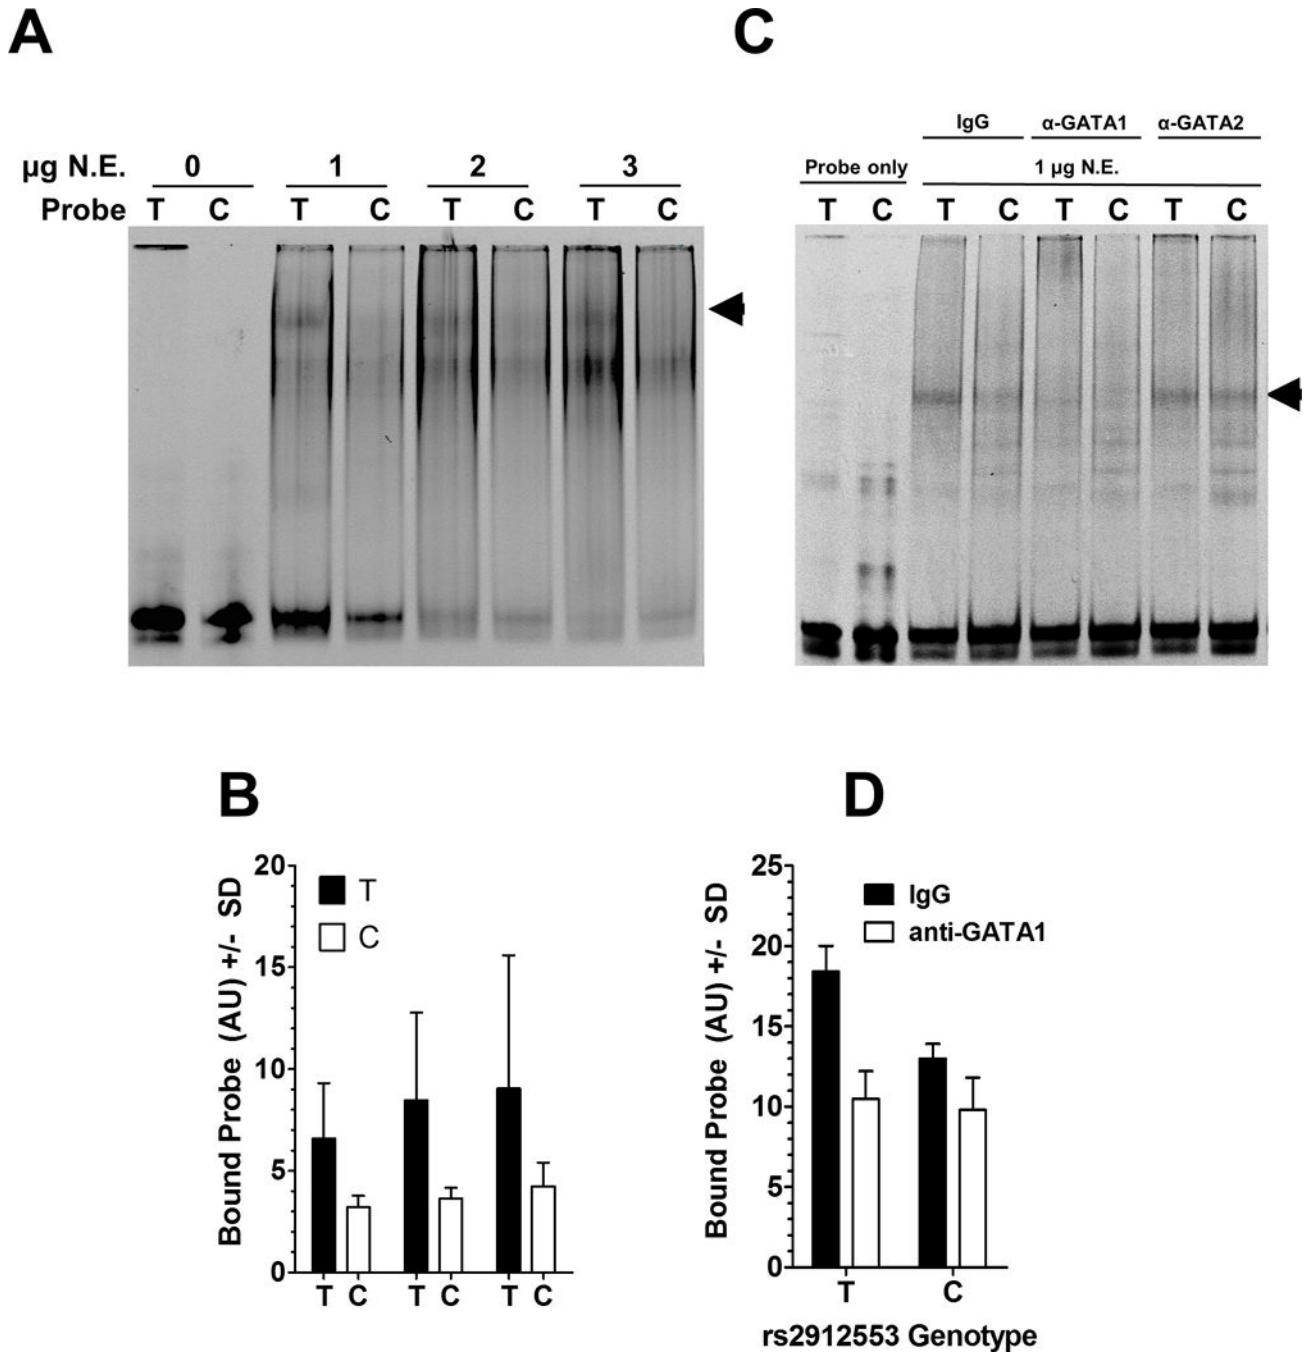 A
µg N.E. 0 1 2 3
Probe T C T C T C T C
C
IgG α-GATA1 α-GATA2
Probe only 1 µg N.E.
T C T C T C T C
B
20
15
10
5
0
Bound Probe (AU) +/- SD
T
C
T C T C T C
D
25
20
15
10
5
0
Bound Probe (AU) +/- SD
IgG
anti-GATA1
T C
rs2912553 Genotype